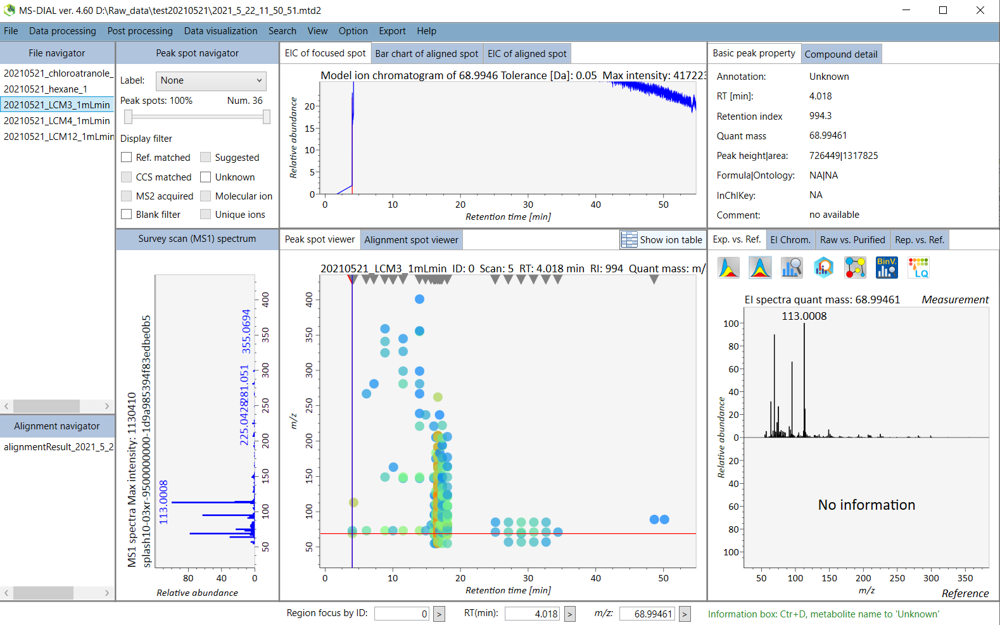 MS-DIAL ver. 4.60 D:\Raw_data\test20210521\2021_5_22_11_50_51.mtd2
File Data processing Post processing Data visualization Search View Option Export Help
File navigator
20210521_chloroatranole_
20210521_hexane_1
20210521_LCM3_1mLmin
20210521_LCM4_1mLmin
20210521_LCM12_1mLmin
Alignment navigator
alignmentResult_2021_5_2
Peak spot navigator
Label: None
Peak spots: 100% Num. 36
Display filter
Ref. matched Suggested
CCS matched Unknown
MS2 acquired Molecular ion
Blank filter Unique ions
Survey scan (MS1) spectrum
MS1 spectra Max intensity: 1130410
splash10-03xr-9500000000-1d9a985394f83edbe0b5
113.0008
225.0428
281.051
355.0694
400
350
300
250
200
150
100
50
80 40 0
Relative abundance
EIC of focused spot Bar chart of aligned spot EIC of aligned spot
Model ion chromatogram of 68.9946 Tolerance [Da]: 0.05 Max intensity: 417223
Relative abundance
20
15
10
5
0
0 10 20 30 40 50
Retention time [min]
Peak spot viewer Alignment spot viewer Show ion table
20210521_LCM3_1mLmin ID: 0 Scan: 5 RT: 4.018 min RI: 994 Quant mass: m/
m/z
400
350
300
250
200
150
100
50
0 10 20 30 40 50
Retention time [min]
Basic peak property Compound detail
Annotation: Unknown
RT [min]: 4.018
Retention index 994.3
Quant mass 68.99461
Peak height|area: 726449|1317825
Formula|Ontology: NA|NA
InChIKey: NA
Comment: no available
Exp. vs. Ref. EI Chrom. Raw vs. Purified Rep. vs. Ref.
BinV.
LQ
EI spectra quant mass: 68.99461 Measurement
113.0008
Relative abundance
100
80
60
40
20
0
20
40
60
80
100
Relative abundance
No information
50 100 150 200 250 300 350
m/z
Reference
Region focus by ID: 0 > RT(min): 4.018 > m/z: 68.99461 > Information box: Ctr+D, metabolite name to 'Unknown'